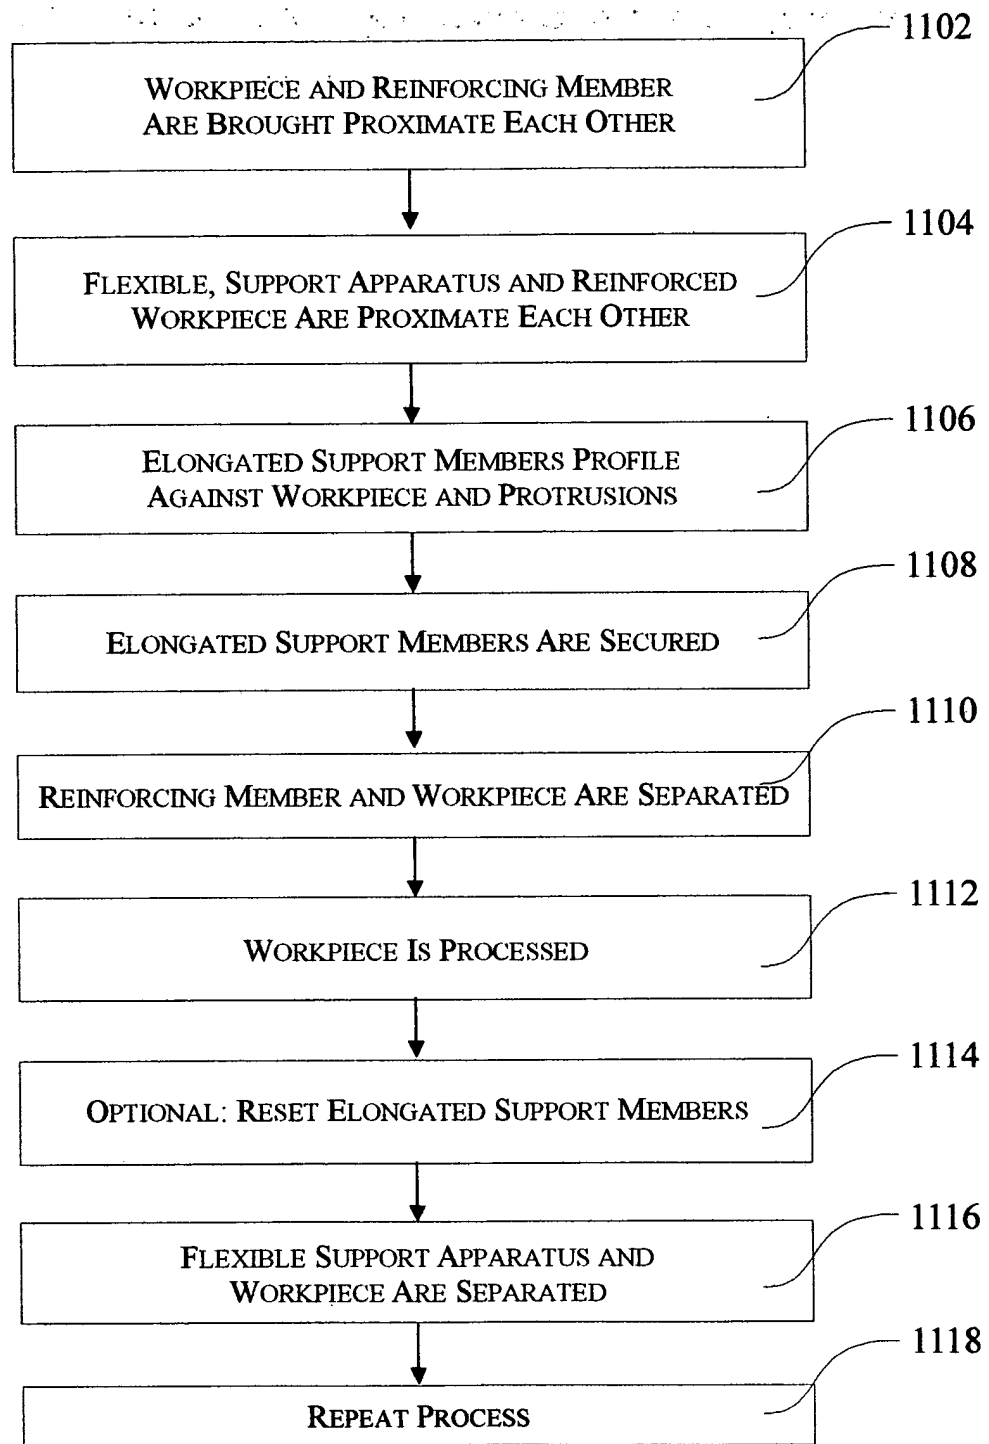 1102
WORKPIECE AND REINFORCING MEMBER
ARE BROUGHT PROXIMATE EACH OTHER
1104
FLEXIBLE, SUPPORT APPARATUS AND REINFORCED
WORKPIECE ARE PROXIMATE EACH OTHER
1106
ELONGATED SUPPORT MEMBERS PROFILE
AGAINST WORKPIECE AND PROTRUSIONS
1108
ELONGATED SUPPORT MEMBERS ARE SECURED
1110
REINFORCING MEMBER AND WORKPIECE ARE SEPARATED
1112
WORKPIECE IS PROCESSED
1114
OPTIONAL: RESET ELONGATED SUPPORT MEMBERS
1116
FLEXIBLE SUPPORT APPARATUS AND
WORKPIECE ARE SEPARATED
1118
REPEAT PROCESS